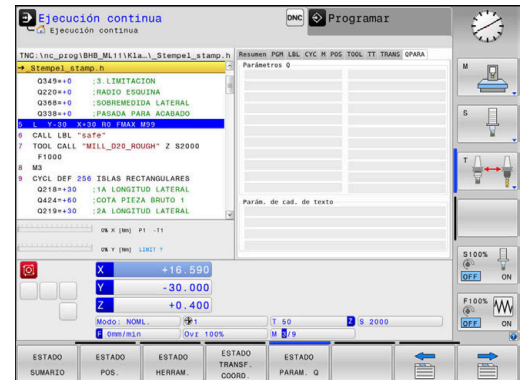 Ejecución continua
Ejecución continua
DNC
Programar
TNC:\nc_prog\BHB_ML11\Kla…\_Stempel_stamp.h
→_Stempel_stamp.h
Q349=+0 ;3.LIMITACION
Q220=+0 ;RADIO ESQUINA
Q368=+0 ;SOBREMEDIDA LATERAL
Q338=+0 ;PASADA PARA ACABADO
5 L Y-30 X+30 R0 FMAX M99
6 CALL LBL "safe"
7 TOOL CALL "MILL_D20_ROUGH" Z S2000
F1000
8 M3
9 CYCL DEF 256 ISLAS RECTANGULARES
Q218=+30 ;1A LONGITUD LATERAL
Q424=+60 ;COTA PIEZA BRUTO 1
Q219=+30 ;2A LONGITUD LATERAL
Resumen PGM LBL CYC M POS TOOL TT TRANS QPARA
Parámetros Q
Parám. de cad. de texto
0% X [Nm] P1 -T1
0% Y [Nm] LIMIT 1
X +16.590
Y -30.000
Z +0.400
Modo: NOML. 1 T 50 Z S 2000
F 0mm/min Ovr 100% M 5/9
M
S
T
S100%
OFF ON
F100%
OFF ON
ESTADO SUMARIO
ESTADO POS.
ESTADO HERRAM.
ESTADO TRANSF. COORD.
ESTADO PARAM. Q